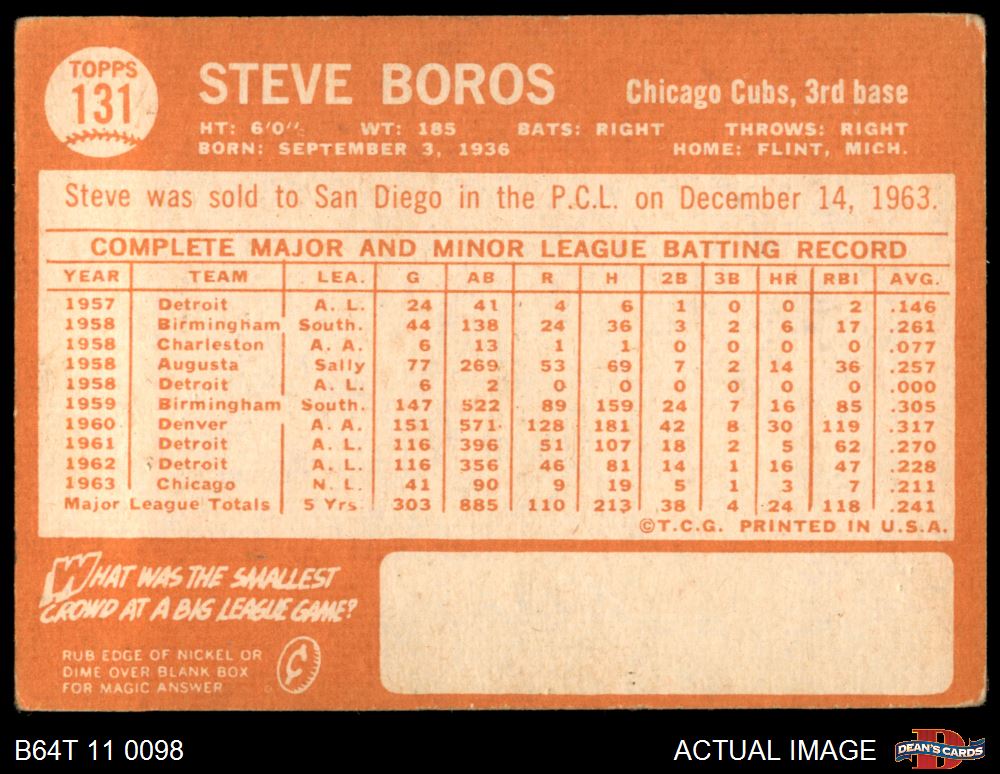 TOPPS
131
STEVE BOROS
Chicago Cubs, 3rd base
HT: 6'0" WT: 185 BATS: RIGHT THROWS: RIGHT
BORN: SEPTEMBER 3, 1936 HOME: FLINT, MICH.
Steve was sold to San Diego in the P.C.L. on December 14, 1963.
COMPLETE MAJOR AND MINOR LEAGUE BATTING RECORD
YEAR TEAM LEA. G AB R H 2B 3B HR RBI AVG.
1957 Detroit A. L. 24 41 4 6 1 0 0 2 .146
1958 Birmingham South. 44 138 24 36 3 2 6 17 .261
1958 Charleston A. A. 6 13 1 1 0 0 0 0 .077
1958 Augusta Sally 77 269 53 69 7 2 14 36 .257
1958 Detroit A. L. 6 2 0 0 0 0 0 0 .000
1959 Birmingham South. 147 522 89 159 24 7 16 85 .305
1960 Denver A. A. 151 571 128 181 42 8 30 119 .317
1961 Detroit A. L. 116 396 51 107 18 2 5 62 .270
1962 Detroit A. L. 116 356 46 81 14 1 16 47 .228
1963 Chicago N. L. 41 90 9 19 5 1 3 7 .211
Major League Totals 5 Yrs. 303 885 110 213 38 4 24 118 .241
©T.C.G. PRINTED IN U.S.A.
WHAT WAS THE SMALLEST
CROWD AT A BIG LEAGUE GAME?
RUB EDGE OF NICKEL OR
DIME OVER BLANK BOX
FOR MAGIC ANSWER
¢
B64T 11 0098
ACTUAL IMAGE
D
DEAN'S CARDS